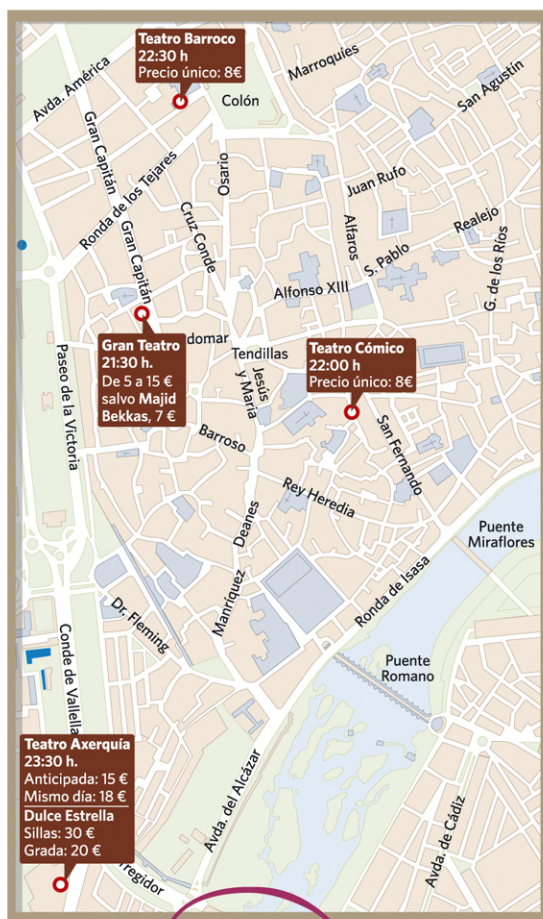 Teatro Barroco
22:30 h
Precio único: 8€
Marroquíes
San Agustín
Avda. América
Colón
Gran Capitán
Ronda de los Tejares
Osario
Juan Rufo
Realejo
Cruz Conde
Gran Capitán
Alfaros
S. Pablo
G. de los Ríos
Alfonso XIII
Gran Teatro
21:30 h.
De 5 a 15 €
salvo Majid
Bekkas, 7 €
domar
Tendillas
Teatro Cómico
22:00 h
Precio único: 8€
Paseo de la Victoria
Jesús
y María
Barroso
San Fernando
Rey Heredia
Deanes
Puente
Miraflores
Manríquez
Ronda de Isasa
Dr. Fleming
Puente
Romano
Conde de Vallella
Teatro Axerquía
23:30 h.
Anticipada: 15 €
Mismo día: 18 €
Dulce Estrella
Sillas: 30 €
Grada: 20 €
Avda. del Alcázar
Avda. de Cádiz
rregidor